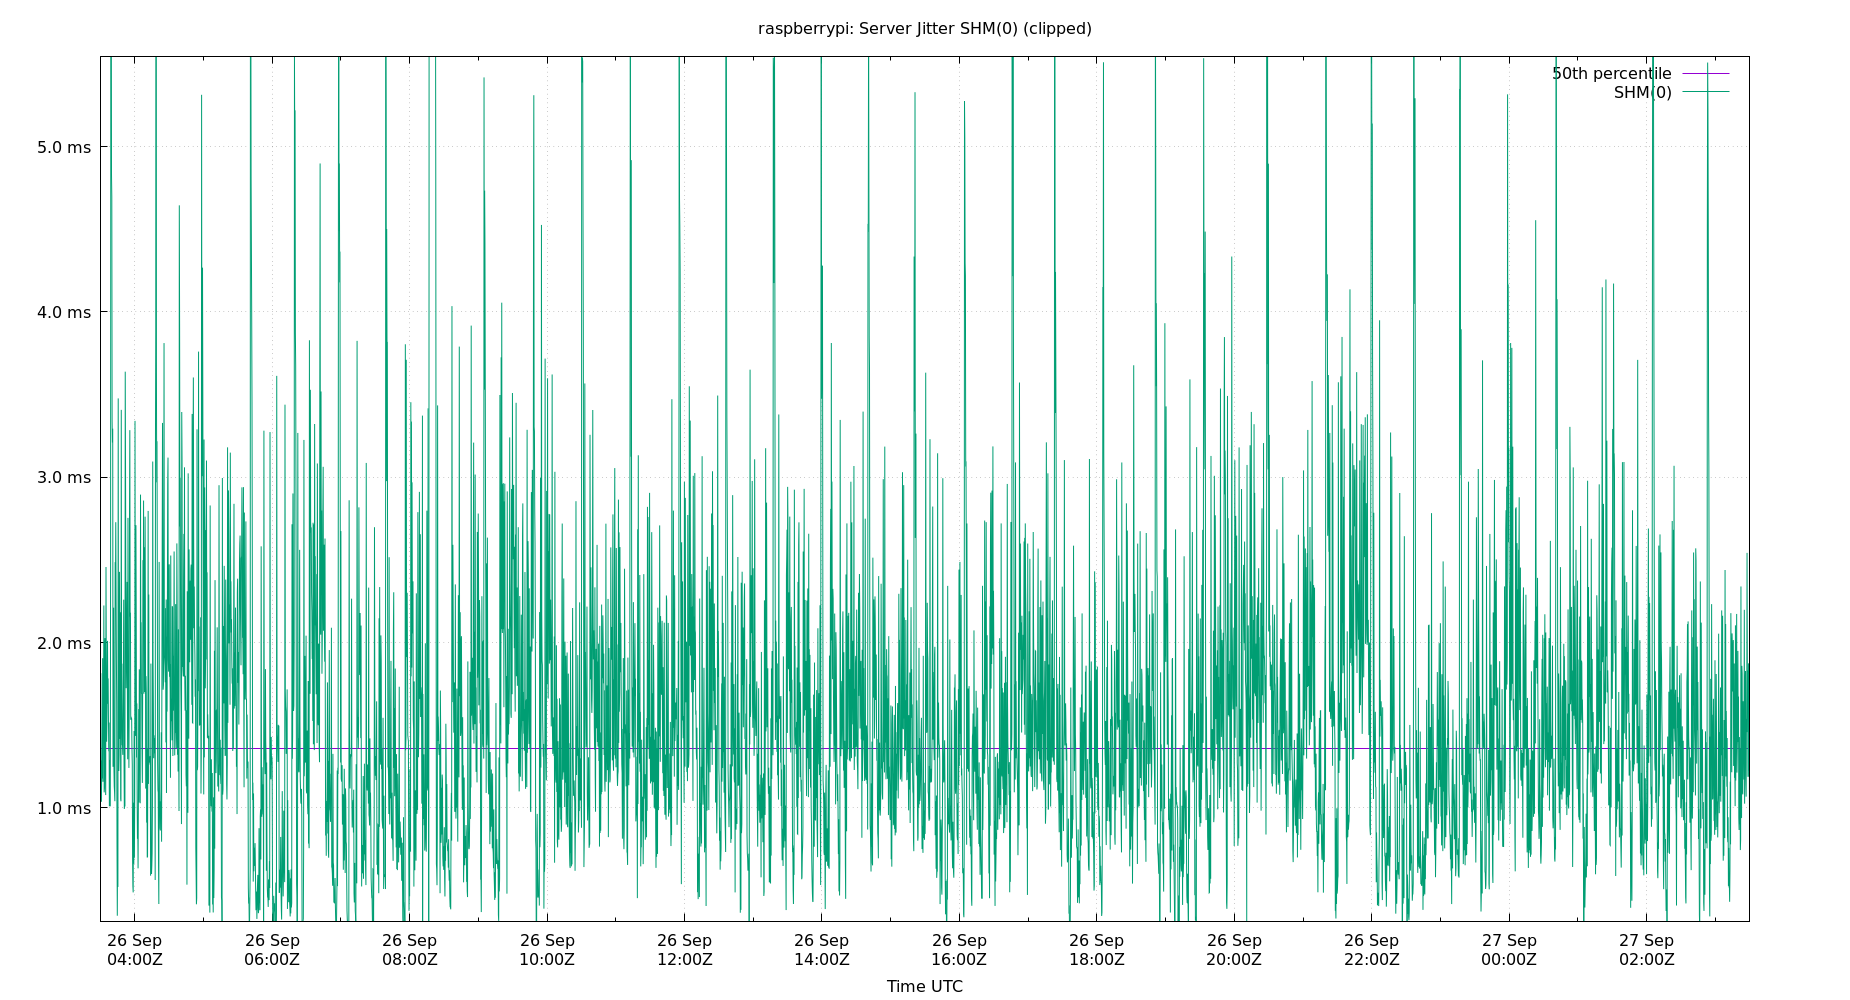 raspberrypi: Server Jitter SHM(0) (clipped)
50th percentile
SHM(0)
5.0 ms
4.0 ms
3.0 ms
2.0 ms
1.0 ms
26 Sep 26 Sep 26 Sep 26 Sep 26 Sep 26 Sep 26 Sep 26 Sep 26 Sep 26 Sep 27 Sep 27 Sep
04:00Z 06:00Z 08:00Z 10:00Z 12:00Z 14:00Z 16:00Z 18:00Z 20:00Z 22:00Z 00:00Z 02:00Z
Time UTC